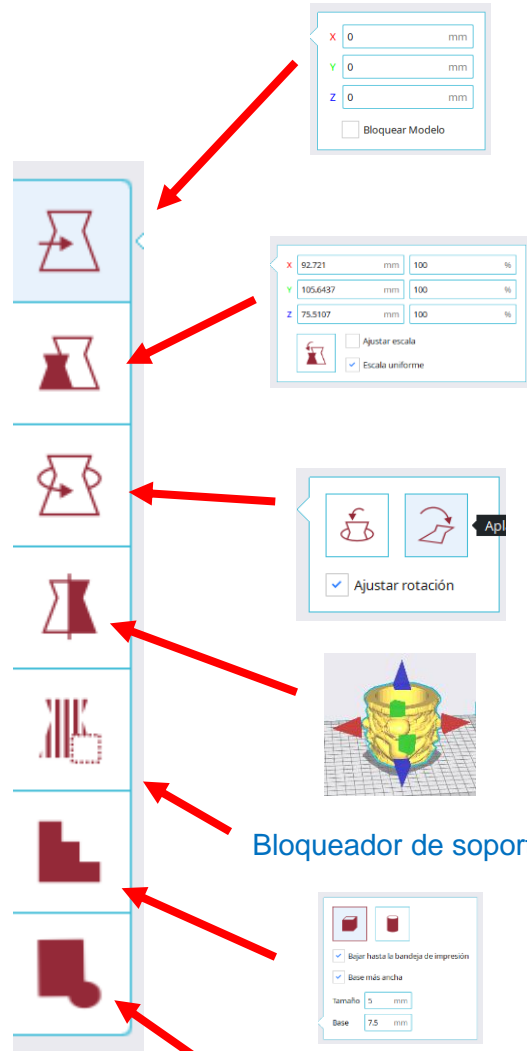 X 0 mm
Y 0 mm
Z 0 mm
Bloquear Modelo
X 92.721 mm 100 %
Y 105.6437 mm 100 %
Z 75.5107 mm 100 %
Ajustar escala
Escala uniforme
Apl
Ajustar rotación
Bloqueador de sopor
Bajar hasta la bandeja de impresión
Base más ancha
Tamaño 5 mm
Base 7.5 mm